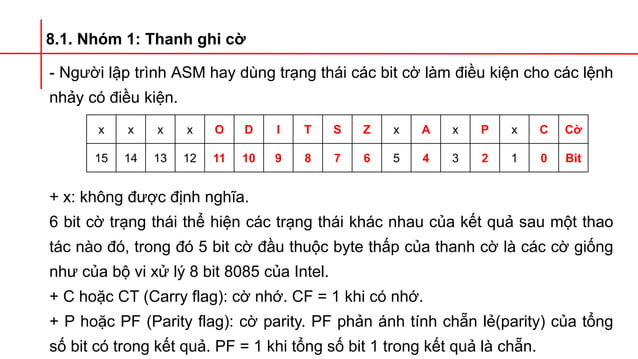 8.1. Nhóm 1: Thanh ghi cờ
- Người lập trình ASM hay dùng trạng thái các bit cờ làm điều kiện cho các lệnh
nhảy có điều kiện.
x x x x O D I T S Z x A x P x C Cờ
15 14 13 12 11 10 9 8 7 6 5 4 3 2 1 0 Bit
+ x: không được định nghĩa.
6 bit cờ trạng thái thể hiện các trạng thái khác nhau của kết quả sau một thao
tác nào đó, trong đó 5 bit cờ đầu thuộc byte thấp của thanh cờ là các cờ giống
như của bộ vi xử lý 8 bit 8085 của Intel.
+ C hoặc CT (Carry flag): cờ nhớ. CF = 1 khi có nhớ.
+ P hoặc PF (Parity flag): cờ parity. PF phản ánh tính chẵn lẻ(parity) của tổng
số bit có trong kết quả. PF = 1 khi tổng số bit 1 trong kết quả là chẵn.